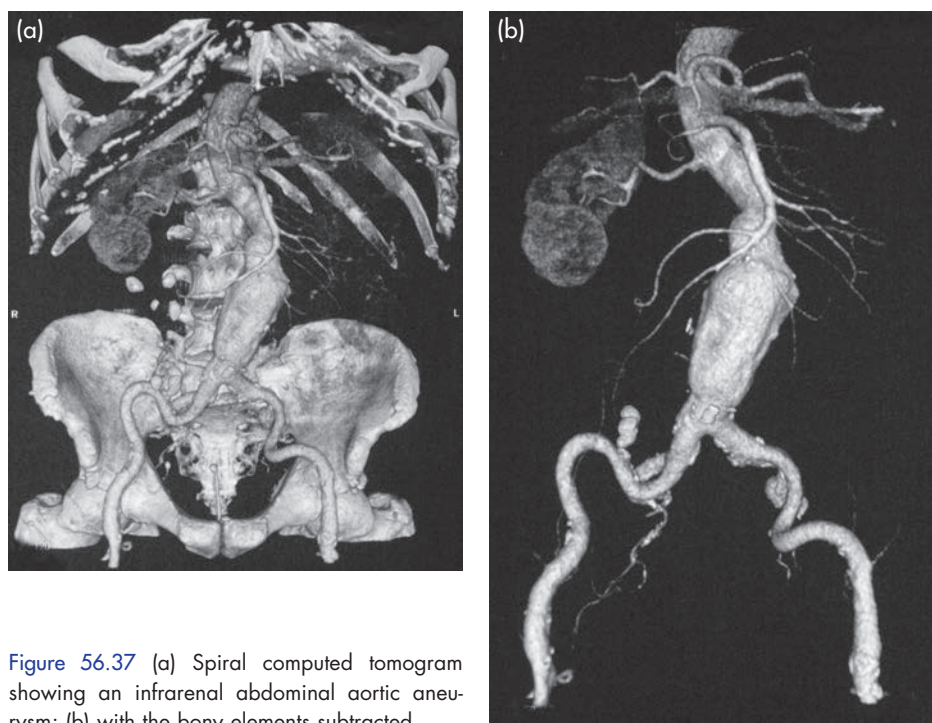 (a)
(b)
R
L
Figure 56.37 (a) Spiral computed tomogram
showing an infrarenal abdominal aortic aneu-
rysm; (b) with the bony elements subtracted.